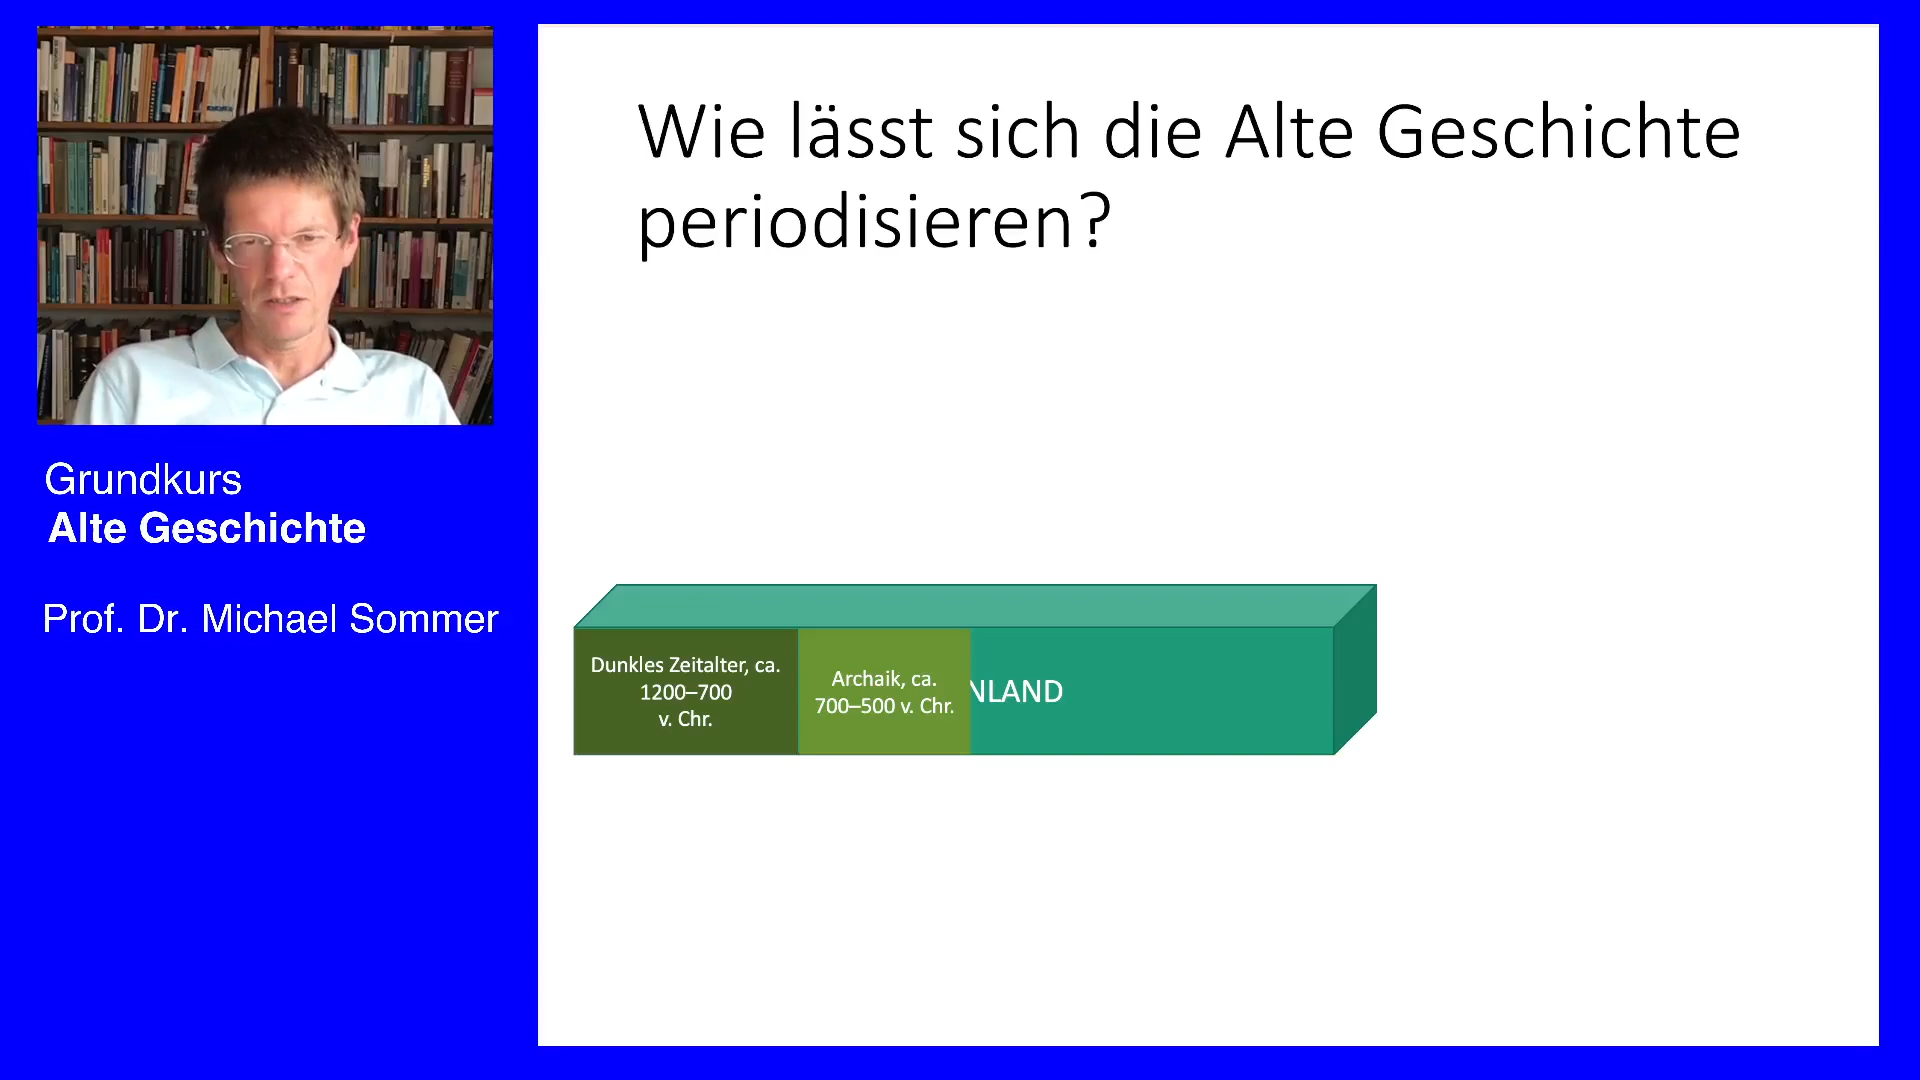 Wie lässt sich die Alte Geschichte
periodisieren?
Grundkurs
Alte Geschichte
Prof. Dr. Michael Sommer
Dunkles Zeitalter, ca.
1200–700
v. Chr.
Archaik, ca.
700–500 v. Chr.
NLAND